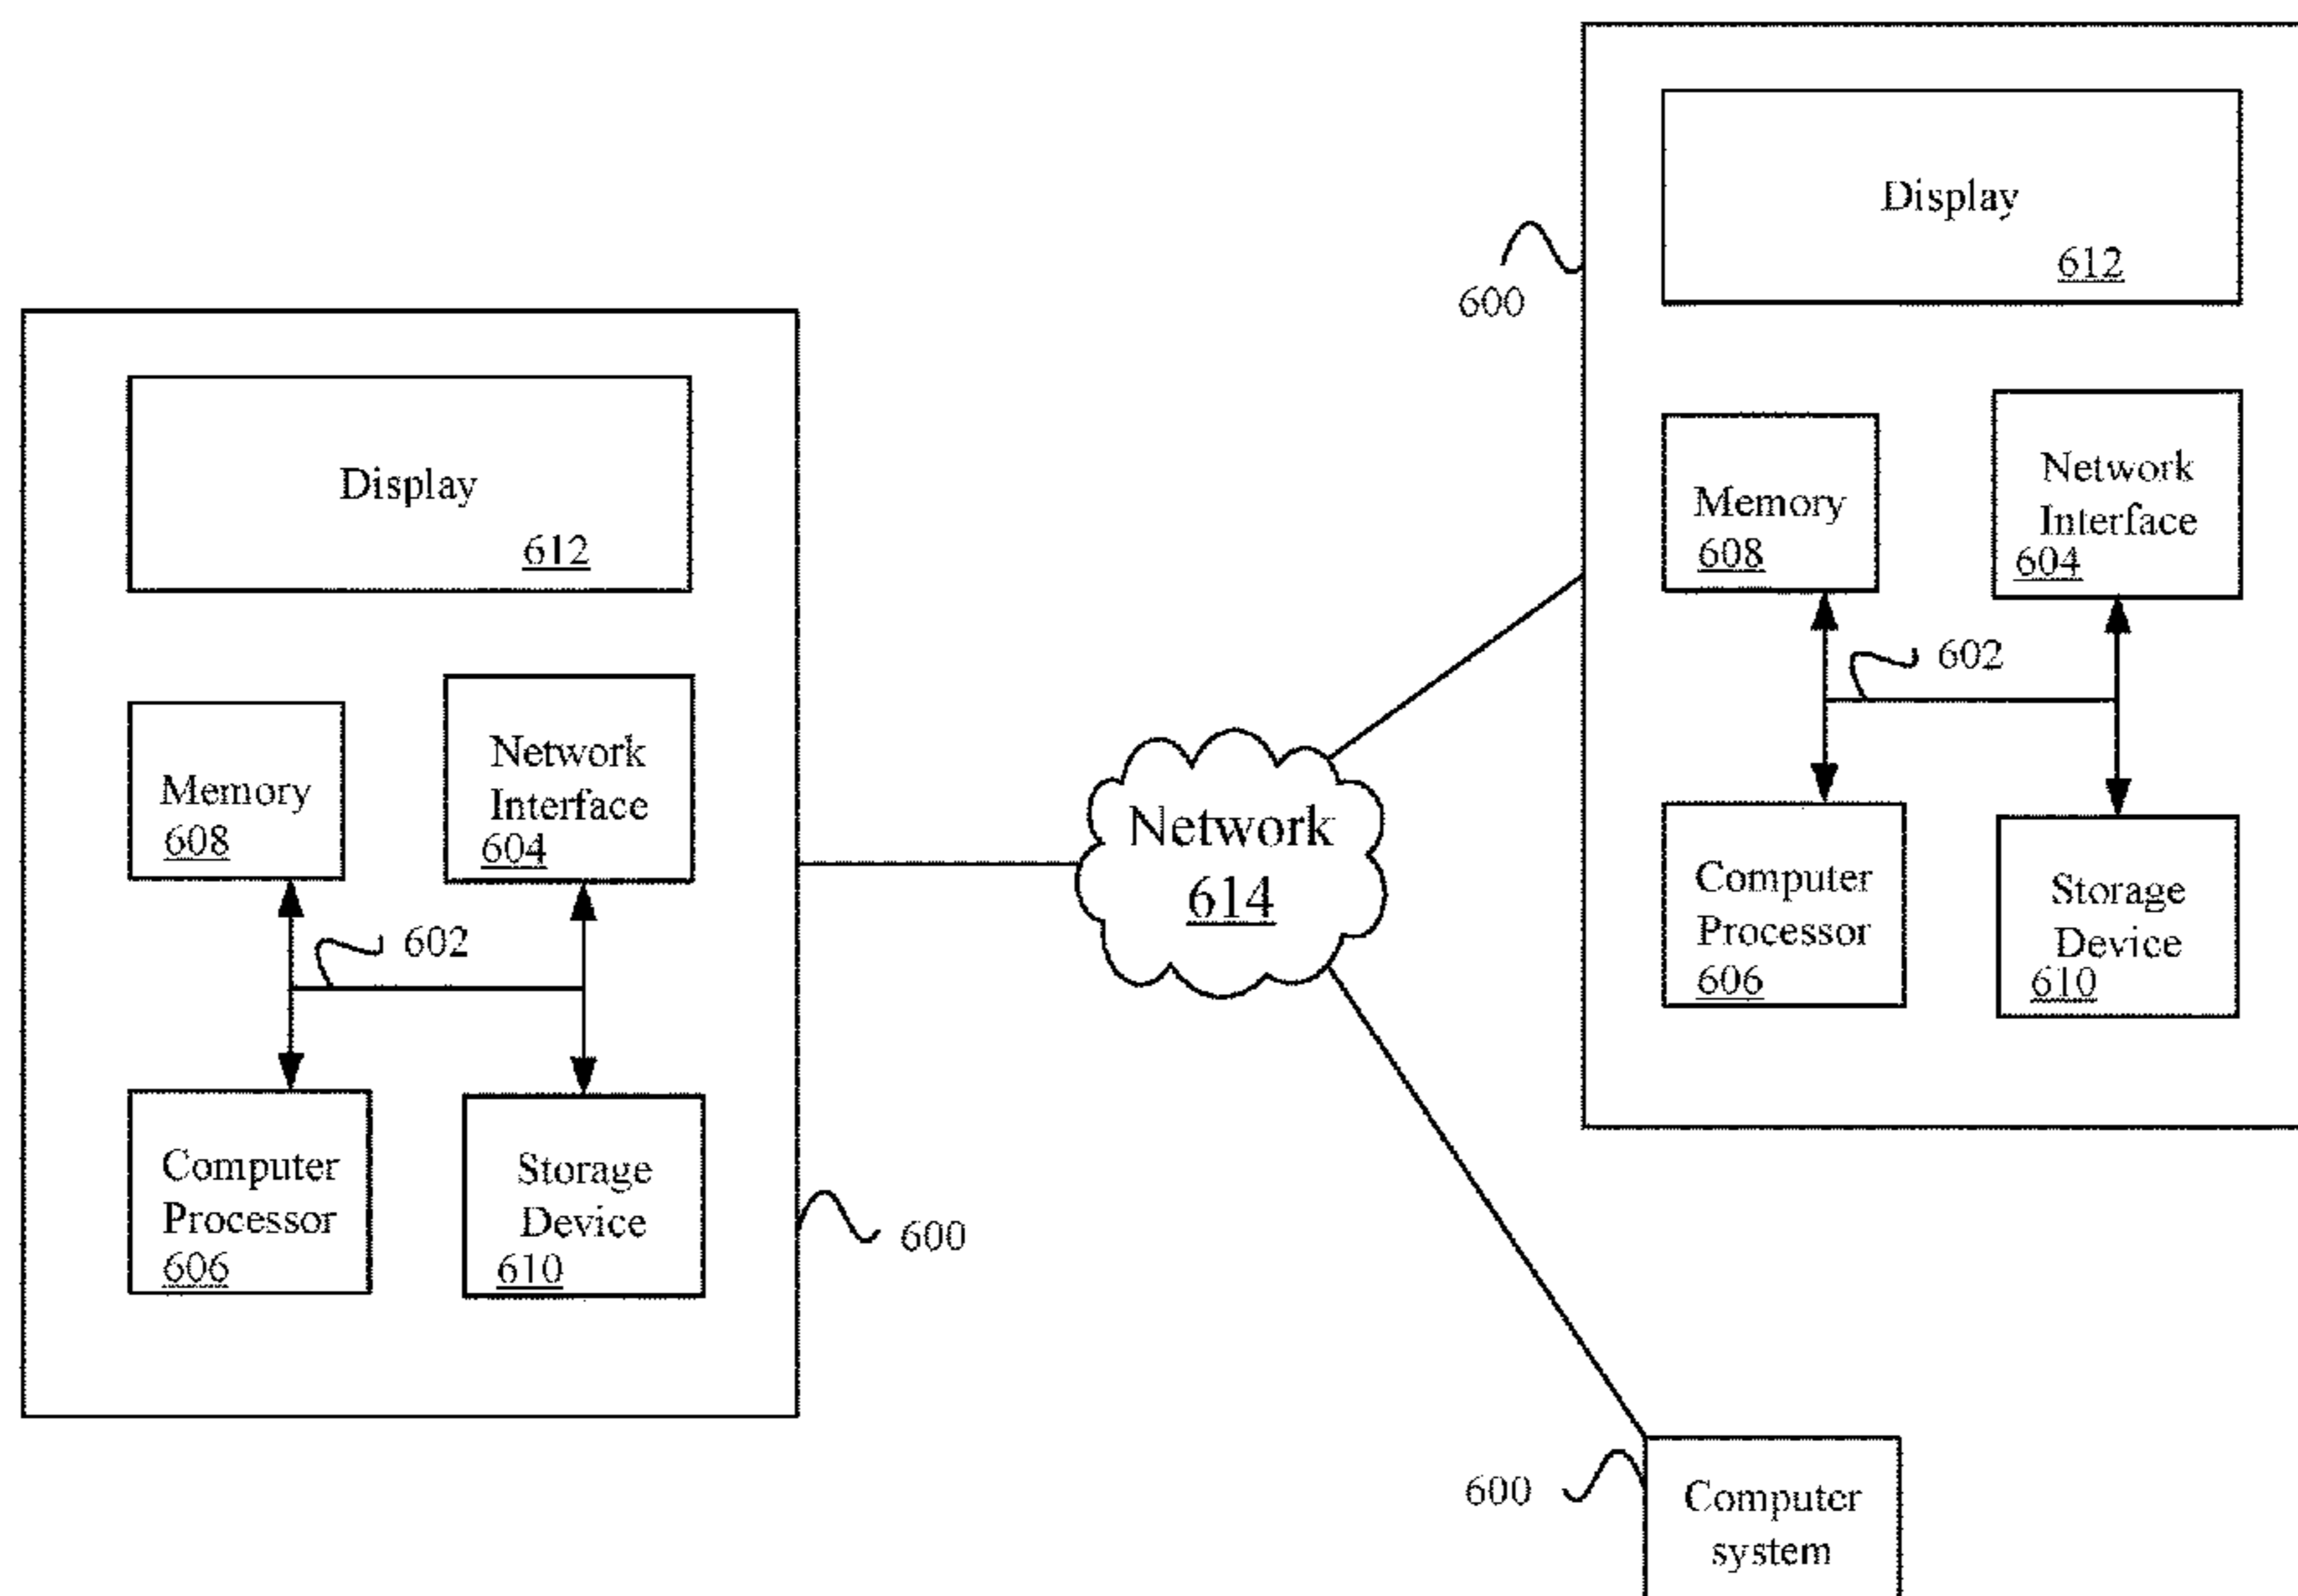 Display
612
600
Memory
608
Network
Interface
604
602
Computer
Processor
606
Storage
Device
610
Display
612
Memory
608
Network
Interface
604
602
Computer
Processor
606
Storage
Device
610
600
Network
614
600
Computer
system